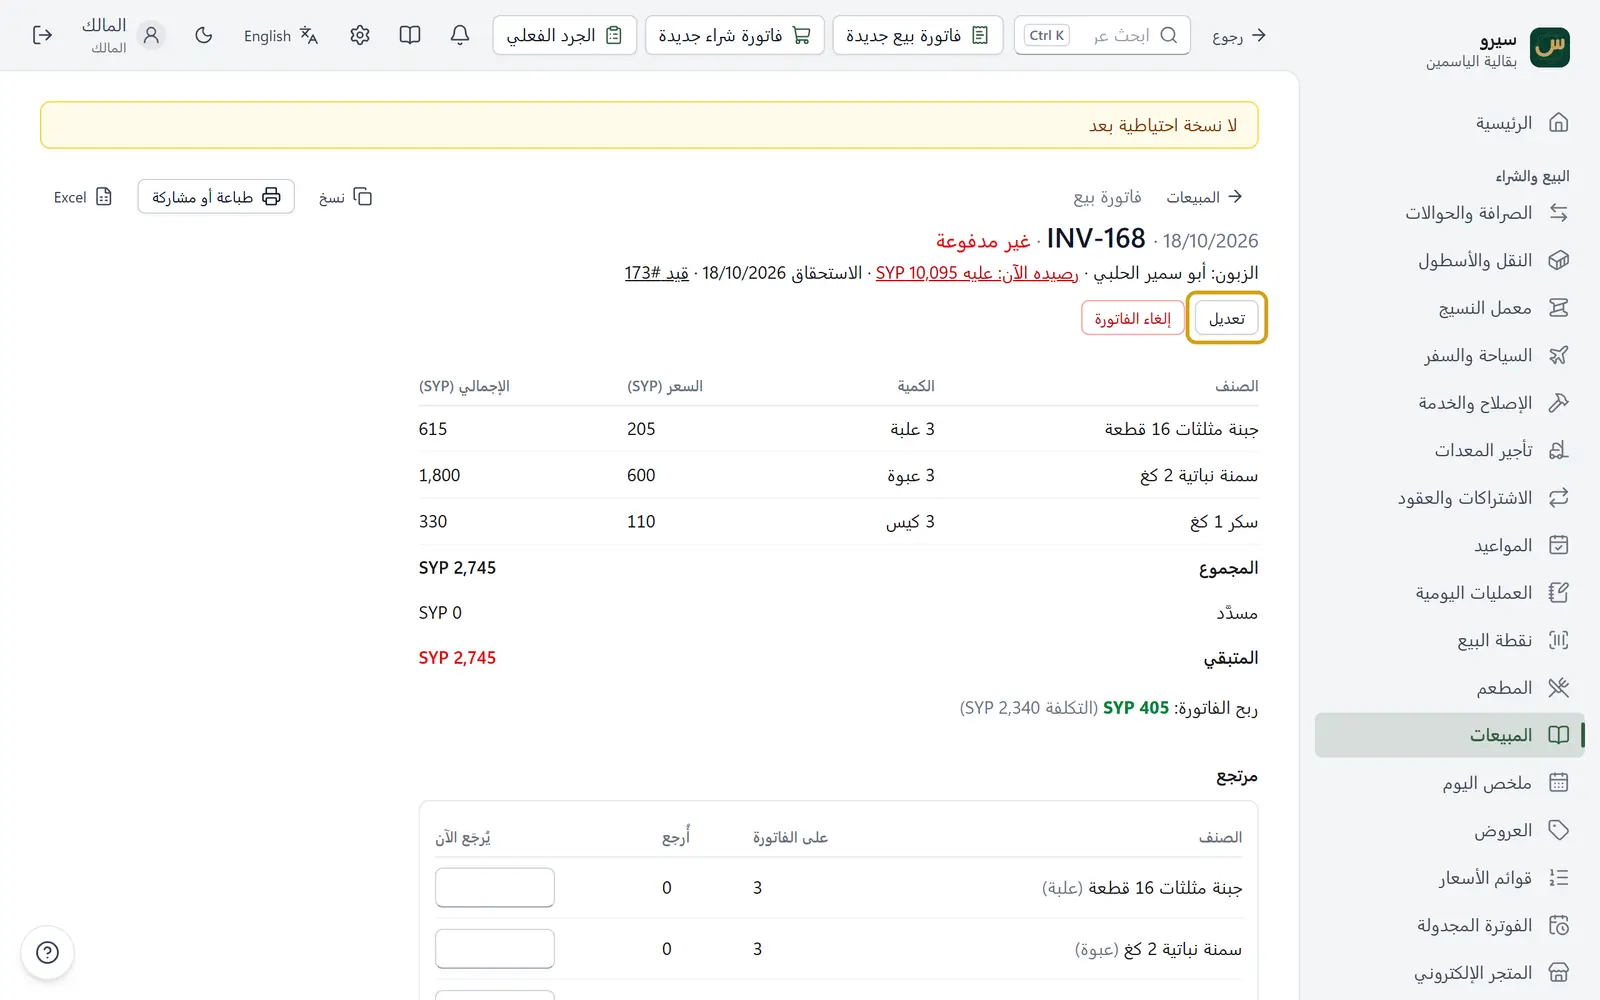 سيرو
بقالية الياسمين
الرئيسية
البيع والشراء
الصرافة والحوالات
النقل والأسطول
معمل النسيج
السياحة والسفر
الإصلاح والخدمة
تأجير المعدات
الاشتراكات والعقود
المواعيد
العمليات اليومية
نقطة البيع
المطعم
المبيعات
ملخص اليوم
العروض
قوائم الأسعار
الفوترة المجدولة
المتجر الإلكتروني
رجوع
ابحث عر Ctrl K
فاتورة بيع جديدة
فاتورة شراء جديدة
الجرد الفعلي
English
المالك
المالك
لا نسخة احتياطية بعد
المبيعات فاتورة بيع
نسخ طباعة أو مشاركة Excel
18/10/2026 · INV-168 · غير مدفوعة
الزبون: أبو سمير الحلبي · رصيده الآن: عليه SYP 10,095 · الاستحقاق 18/10/2026 · قيد #173
تعديل إلغاء الفاتورة
الصنف الكمية السعر (SYP) الإجمالي (SYP)
جبنة مثلثات 16 قطعة 3 علبة 205 615
سمنة نباتية 2 كغ 3 عبوة 600 1,800
سكر 1 كغ 3 كيس 110 330
المجموع SYP 2,745
مسدَّد SYP 0
المتبقي SYP 2,745
ربح الفاتورة: SYP 405 (التكلفة SYP 2,340)
مرتجع
الصنف على الفاتورة أُرجع يُرجَع الآن
جبنة مثلثات 16 قطعة (علبة) 3 0
سمنة نباتية 2 كغ (عبوة) 3 0